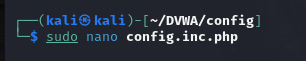 ┌──(kali㉿kali)-[~/DVWA/config]
└─$ sudo nano config.inc.php